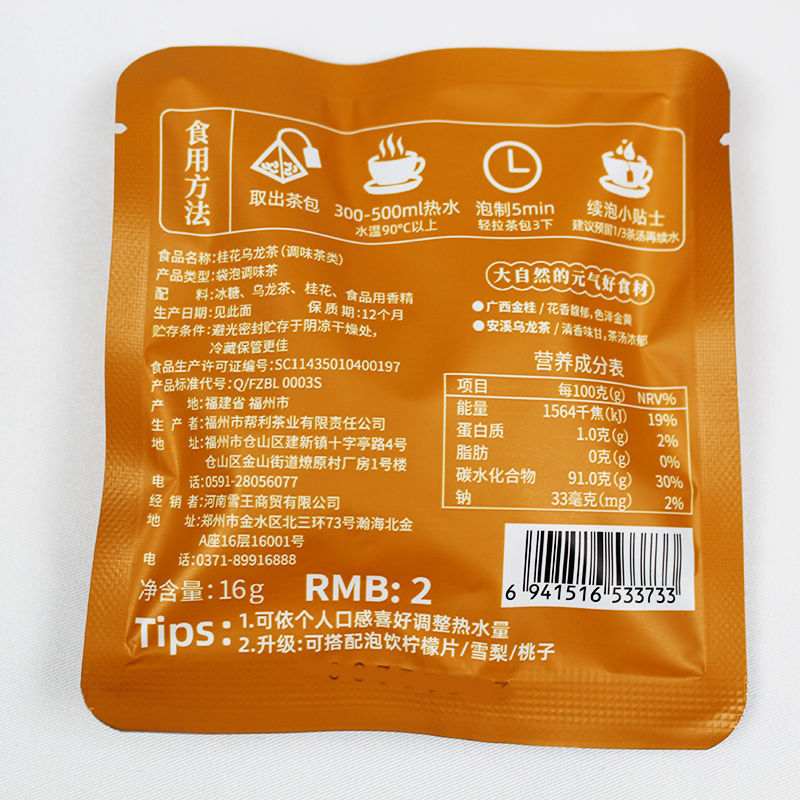 食用方法
取出茶包
300-500ml热水
水温90°C以上
泡制5min
轻拉茶包3下
续泡小贴士
建议预留1/3茶汤再续水
食品名称:桂花乌龙茶(调味茶类)
产品类型:袋泡调味茶
配 料:冰糖、乌龙茶、桂花、食品用香精
生产日期:见此面 保质期:12个月
贮存条件:避光密封贮存于阴凉干燥处,
冷藏保管更佳
食品生产许可证编号:SC11435010400197
产品标准代号:Q/FZBL 0003S
产 地:福建省 福州市
生 产 者:福州市帮利茶业有限责任公司
地 址:福州市仓山区建新镇十字亭路4号
仓山区金山街道燎原村厂房1号楼
电 话:0591-28056077
经 销 者:河南雪王商贸有限公司
地 址:郑州市金水区北三环73号瀚海北金
A座16层16001号
电 话:0371-89916888
净含量:16g RMB: 2
大自然的元气好食材
●广西金桂/花香馥郁,色泽金黄
●安溪乌龙茶/清香味甘,茶汤浓郁
营养成分表
项目 每100克(g) NRV%
能量 1564千焦(kJ) 19%
蛋白质 1.0克(g) 2%
脂肪 0克(g) 0%
碳水化合物 91.0克(g) 30%
钠 33毫克(mg) 2%
6 941516 533733
Tips: 1.可依个人口感喜好调整热水量
2.升级:可搭配泡饮柠檬片/雪梨/桃子